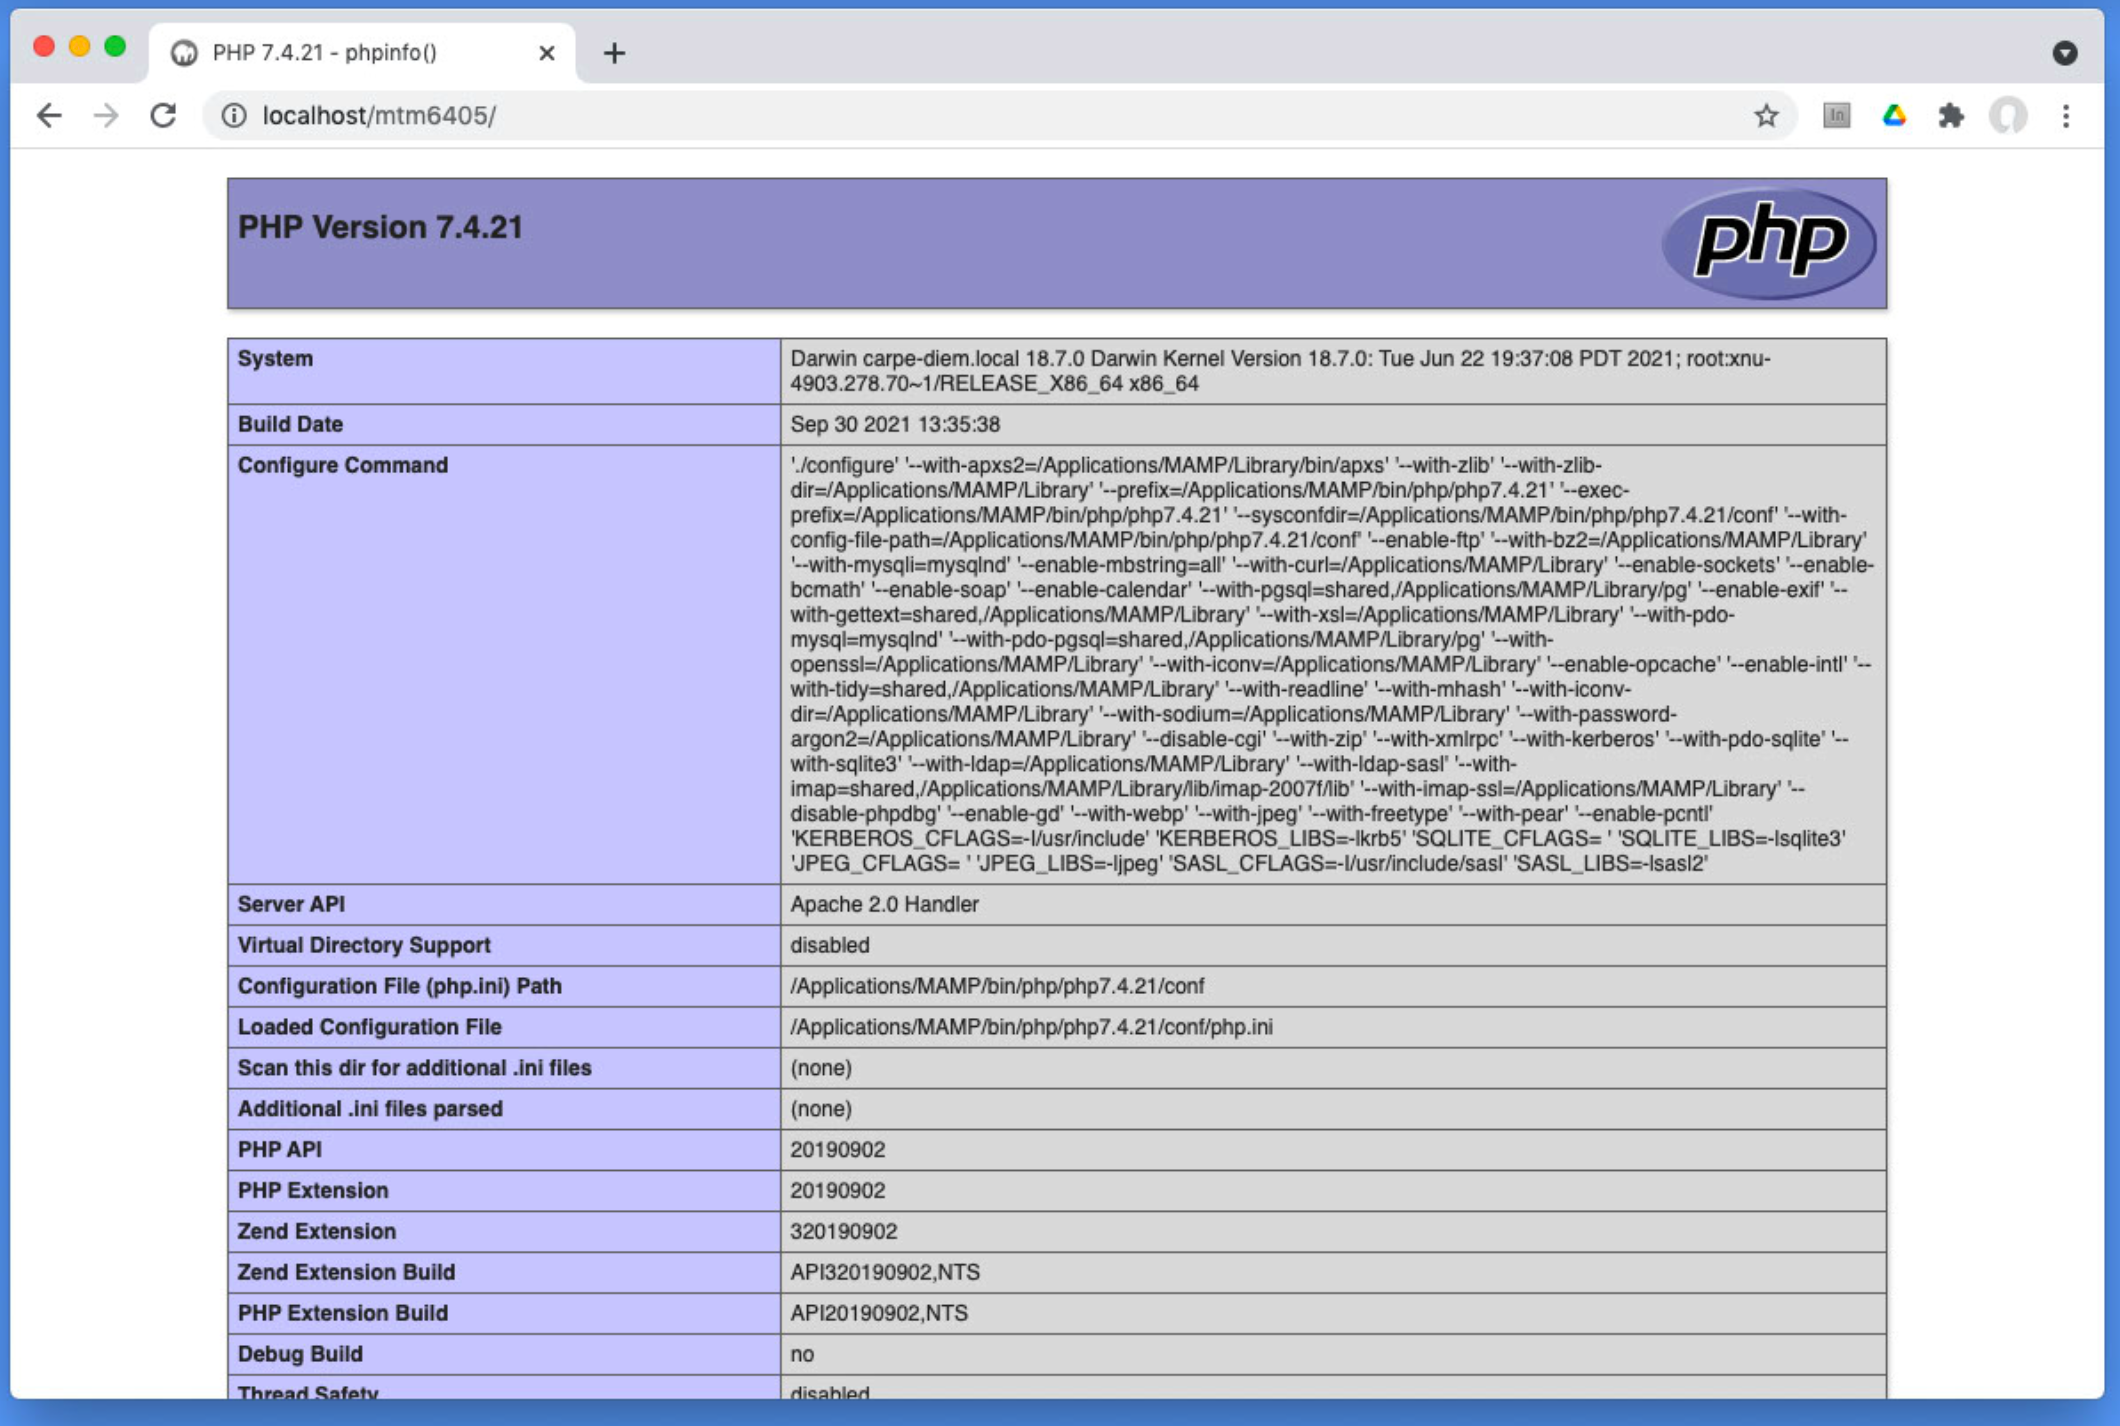 PHP 7.4.21 - phpinfo()
localhost/mtm6405/
In
PHP Version 7.4.21
php
System
Darwin carpe-diem.local 18.7.0 Darwin Kernel Version 18.7.0: Tue Jun 22 19:37:08 PDT 2021; root:xnu-
4903.278.70~1/RELEASE_X86_64 x86_64
Build Date
Sep 30 2021 13:35:38
Configure Command
'./configure' '--with-apxs2=/Applications/MAMP/Library/bin/apxs' '--with-zlib' '--with-zlib-
dir=/Applications/MAMP/Library' '--prefix=/Applications/MAMP/bin/php/php7.4.21' '--exec-
prefix=/Applications/MAMP/bin/php/php7.4.21' '--sysconfdir=/Applications/MAMP/bin/php/php7.4.21/conf' '--with-
config-file-path=/Applications/MAMP/bin/php/php7.4.21/conf' '--enable-ftp' '--with-bz2=/Applications/MAMP/Library'
'--with-mysqli=mysqlnd' '--enable-mbstring=all' '--with-curl=/Applications/MAMP/Library' '--enable-sockets' '--enable-
bcmath' '--enable-soap' '--enable-calendar' '--with-pgsql=shared,/Applications/MAMP/Library/pg' '--enable-exif' '--
with-gettext=shared,/Applications/MAMP/Library' '--with-xsl=/Applications/MAMP/Library' '--with-pdo-
mysql=mysqlnd' '--with-pdo-pgsql=shared,/Applications/MAMP/Library/pg' '--with-
openssl=/Applications/MAMP/Library' '--with-iconv=/Applications/MAMP/Library' '--enable-opcache' '--enable-intl' '--
with-tidy=shared,/Applications/MAMP/Library' '--with-readline' '--with-mhash' '--with-iconv-
dir=/Applications/MAMP/Library' '--with-sodium=/Applications/MAMP/Library' '--with-password-
argon2=/Applications/MAMP/Library' '--disable-cgi' '--with-zip' '--with-xmlrpc' '--with-kerberos' '--with-pdo-sqlite' '--
with-sqlite3' '--with-ldap=/Applications/MAMP/Library' '--with-ldap-sasl' '--with-
imap=shared,/Applications/MAMP/Library/lib/imap-2007f/lib' '--with-imap-ssl=/Applications/MAMP/Library' '--
disable-phpdbg' '--enable-gd' '--with-webp' '--with-jpeg' '--with-freetype' '--with-pear' '--enable-pcntl'
'KERBEROS_CFLAGS=-I/usr/include' 'KERBEROS_LIBS=-lkrb5' 'SQLITE_CFLAGS= ' 'SQLITE_LIBS=-lsqlite3'
'JPEG_CFLAGS= ' 'JPEG_LIBS=-ljpeg' 'SASL_CFLAGS=-I/usr/include/sasl' 'SASL_LIBS=-lsasl2'
Server API
Apache 2.0 Handler
Virtual Directory Support
disabled
Configuration File (php.ini) Path
/Applications/MAMP/bin/php/php7.4.21/conf
Loaded Configuration File
/Applications/MAMP/bin/php/php7.4.21/conf/php.ini
Scan this dir for additional .ini files
(none)
Additional .ini files parsed
(none)
PHP API
20190902
PHP Extension
20190902
Zend Extension
320190902
Zend Extension Build
API320190902,NTS
PHP Extension Build
API20190902,NTS
Debug Build
no
Thread Safety
disabled